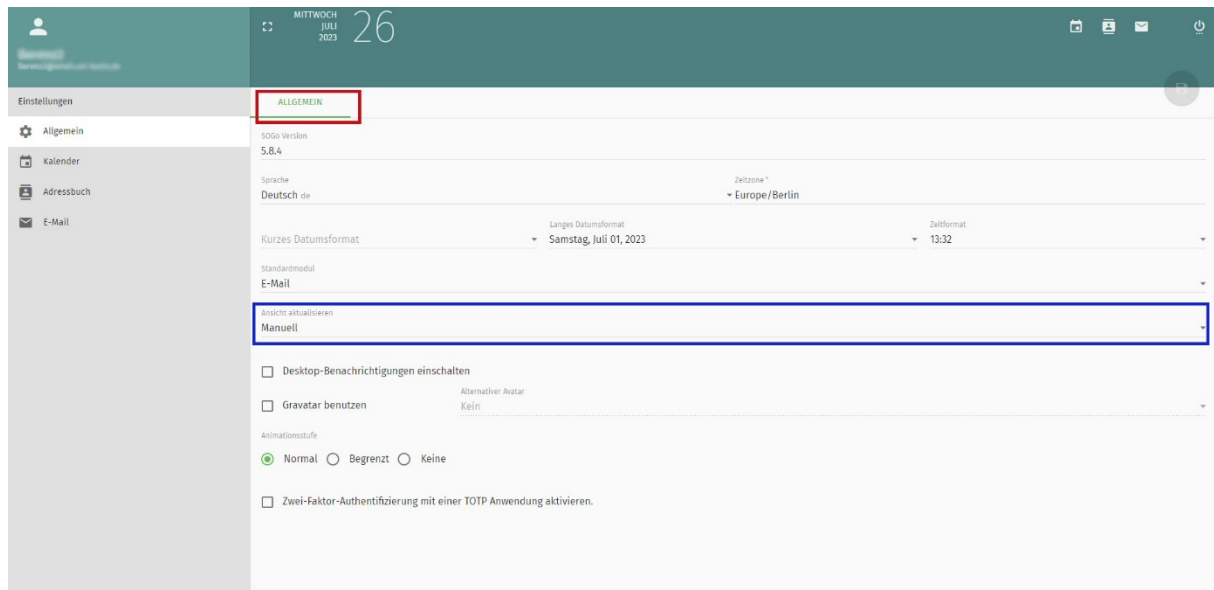 MITTWOCH
JULI
2023
26
Einstellungen
Allgemein
Kalender
Adressbuch
E-Mail
ALLGEMEIN
SOGo Version
5.8.4
Sprache Zeitzone *
Deutsch de Europe/Berlin
Langes Datumsformat Zeitformat
Kurzes Datumsformat Samstag, Juli 01, 2023 13:32
Standardmodul
E-Mail
Ansicht aktualisieren
Manuell
Desktop-Benachrichtigungen einschalten
Alternativer Avatar
Gravatar benutzen Kein
Animationsstufe
Normal Begrenzt Keine
Zwei-Faktor-Authentifizierung mit einer TOTP Anwendung aktivieren.